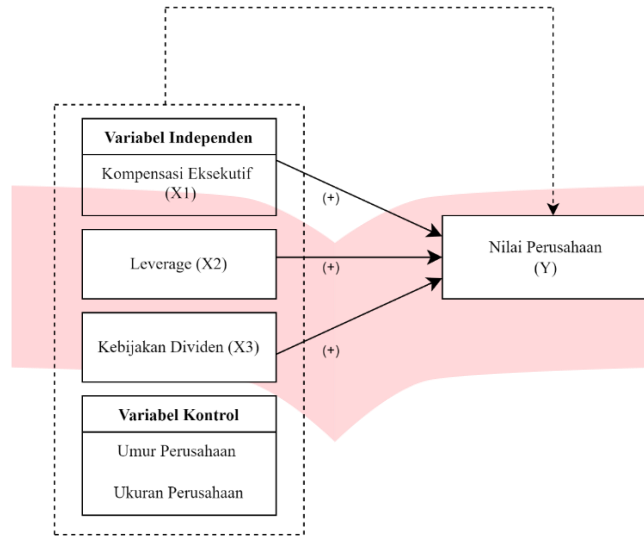 Variabel Independen
Kompensasi Eksekutif
(X1)
(+)
Leverage (X2)
(+)
Nilai Perusahaan
(Y)
Kebijakan Dividen (X3)
(+)
Variabel Kontrol
Umur Perusahaan
Ukuran Perusahaan